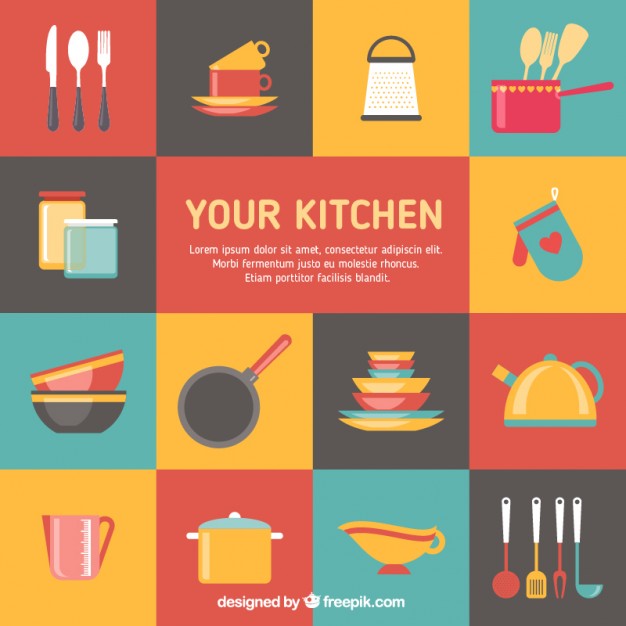 YOUR KITCHEN
Lorem ipsum dolor sit amet, consectetur adipiscin elit.
Morbi fermentum justo eu molestie rhoncus.
Etiam porttitor facilisis blandit.
designed by freepik.com